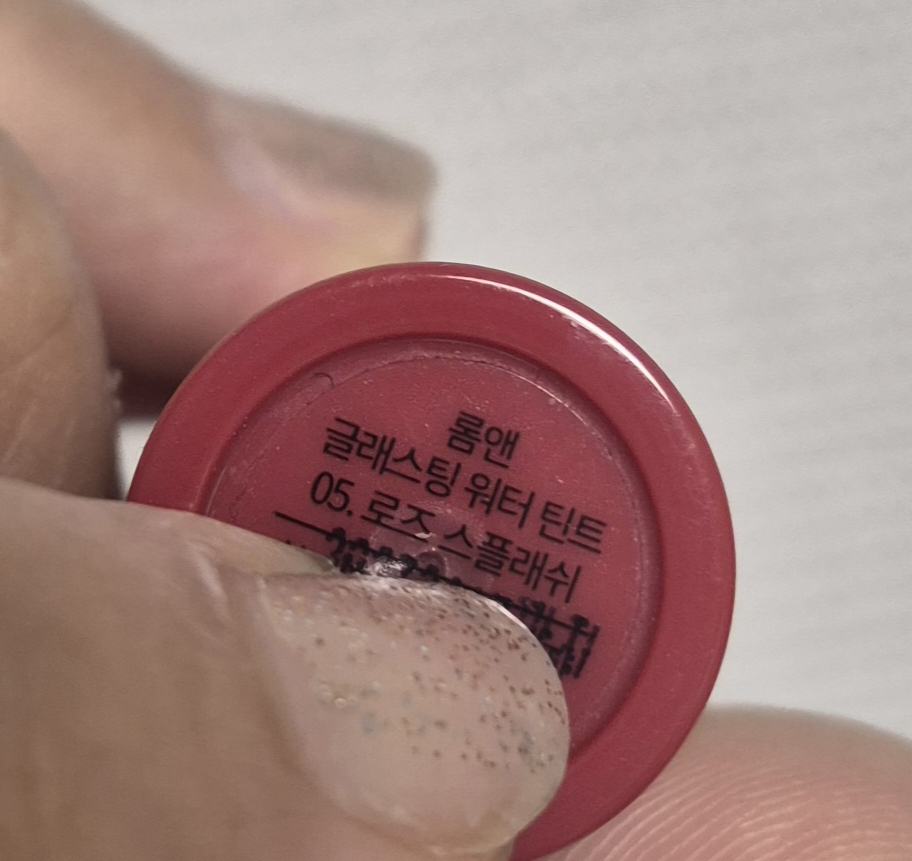 롬앤
글래스팅 워터 틴트
05. 로즈 스플래쉬